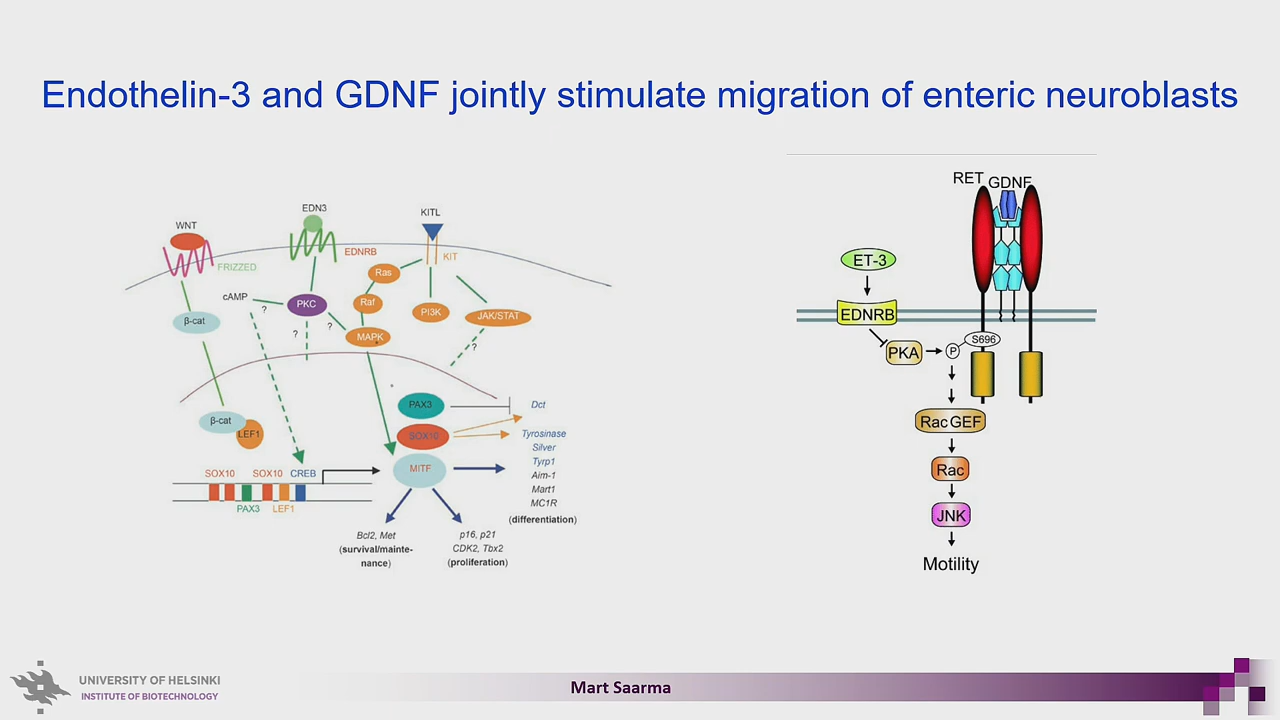 Endothelin-3 and GDNF jointly stimulate migration of enteric neuroblasts
WNT
EDN3
KITL
FRIZZED
EDNRB
KIT
Ras
cAMP
?
PKC
Raf
β-cat
?
?
MAPK
PI3K
JAK/STAT
?
β-cat
LEF1
PAX3
Dct
SOX10
Tyrosinase
Silver
Tyrp1
Aim-1
Mart1
MC1R
(differentiation)
MITF
SOX10
SOX10
CREB
PAX3
LEF1
Bcl2, Met
(survival/mainte-
nance)
p16, p21
CDK2, Tbx2
(proliferation)
RET
GDNF
ET-3
EDNRB
PKA
P
S696
Rac GEF
Rac
JNK
Motility
UNIVERSITY OF HELSINKI
INSTITUTE OF BIOTECHNOLOGY
Mart Saarma